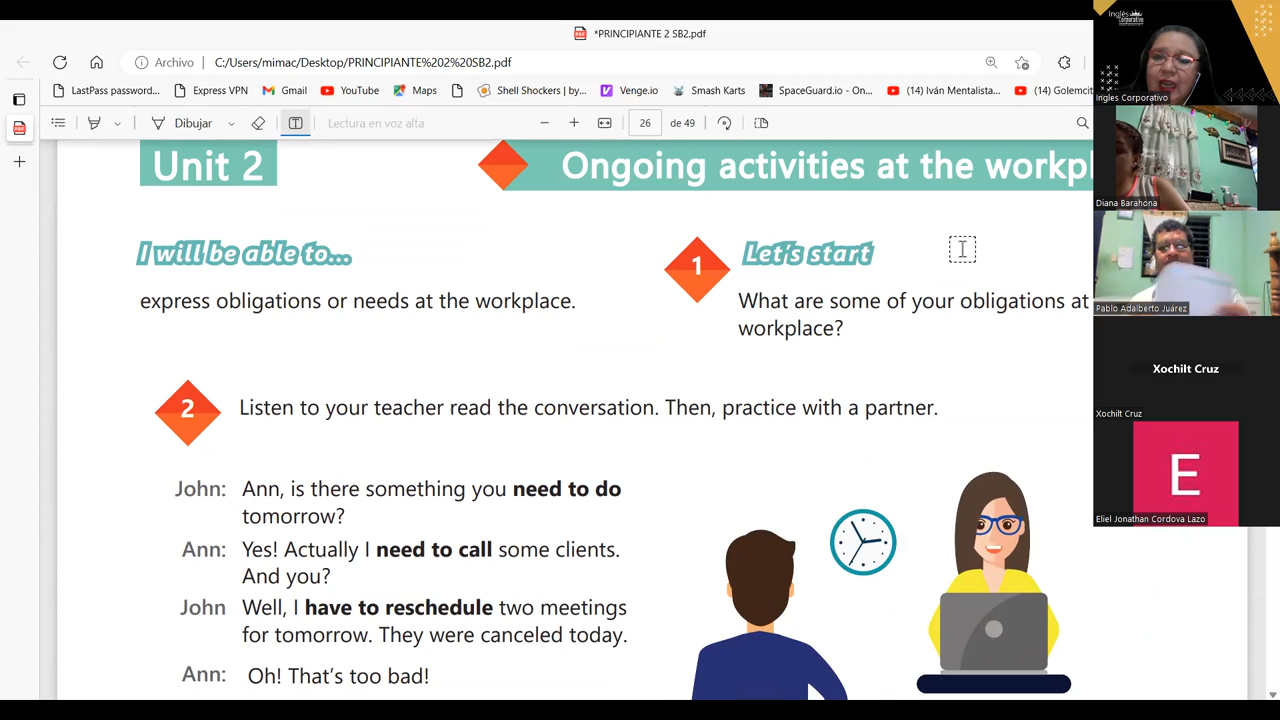 *PRINCIPIANTE 2 SB2.pdf
Archivo C:/Users/mimac/Desktop/PRINCIPIANTE%202%20SB2.pdf
LastPass password... Express VPN Gmail YouTube Maps Shell Shockers | by... Venge.io Smash Karts SpaceGuard.io - On... (14) Iván Mentalista... (14) Golemcit
Dibujar Lectura en voz alta 26 de 49
Unit 2 Ongoing activities at the workpl
I will be able to...
express obligations or needs at the workplace.
1 Let's start
What are some of your obligations at
workplace?
2 Listen to your teacher read the conversation. Then, practice with a partner.
John: Ann, is there something you need to do
tomorrow?
Ann: Yes! Actually I need to call some clients.
And you?
John Well, I have to reschedule two meetings
for tomorrow. They were canceled today.
Ann: Oh! That's too bad!
Inglés
Corporativo
Ingles Corporativo
Diana Barahona
Pablo Adalberto Juárez
Xochilt Cruz
Xochilt Cruz
E
Eliel Jonathan Cordova Lazo